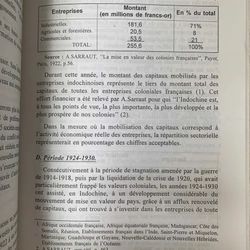 Entreprises Montant (en millions de francs-or) En % du total
Industrielles. 181,6 71%
Agricoles et forestières. 20,5 8
Commerciales. 53,5 21
TOTAL: 255,6 100%
Source : A.SARRAUT, "La mise en valeur des colonies françaises", Payot.
Paris, 1922, p.56.
Durant cette année, le montant des capitaux mobilisés par les
entreprises indochinoises représente le tiers du montant total des
capitaux de toutes les entreprises coloniales françaises (1). Cet
effort financier a été relevé par A.Sarraut pour qui "l'Indochine est,
à tous les points de vue, la plus importante, la plus développée et la
plus prospère de nos colonies" (2).
Dans la mesure où la mobilisation des capitaux correspond à
l'activité économique réelle des entreprises, la répartition sectorielle
représenterait en pourcentage des chiffres acceptables.
D. Période 1924-1930.
Consécutivement à la période de stagnation amenée par la guerre
de 1914-1918, puis par la liquidation de la crise de 1920, qui avait
particulièrement frappé les valeurs coloniales, les années 1924-1930
ont assisté, en Indochine, à un développement considérable du
mouvement de mise en valeur du pays, grâce à un afflux renouvelé
de capitaux, qui ont trouvé à s'investir dans les entreprises de toute
1. Afrique occidentale française, Afrique équatoriale française, Madagascar, Côte des
Somalis, Réunion, Établissements français dans l'Inde, Saint-Pierre et Miquelon,
Martinique, Guadeloupe et Guyane, Nouvelle-Calédonie et Nouvelles-Hébrides,
Établissements français de l'Océanie.